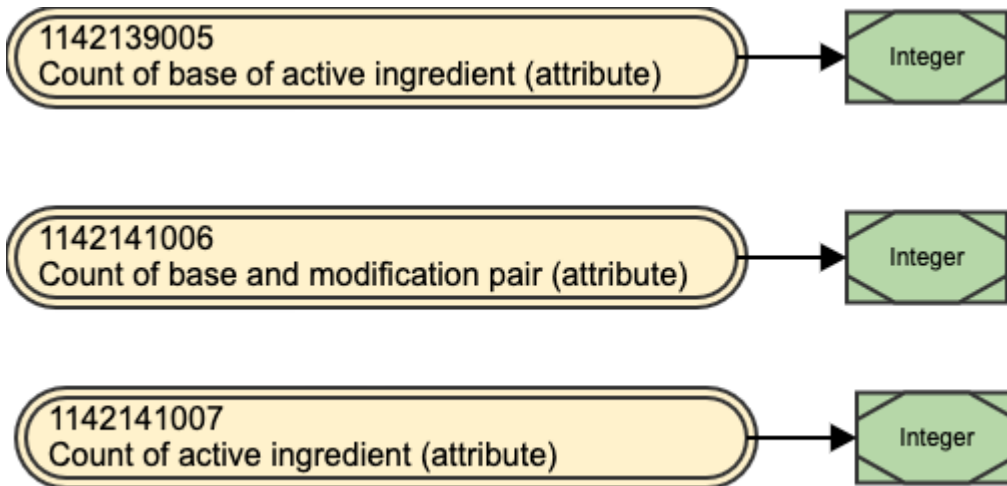 1142139005
Count of base of active ingredient (attribute)
Integer
1142141006
Count of base and modification pair (attribute)
Integer
1142141007
Count of active ingredient (attribute)
Integer